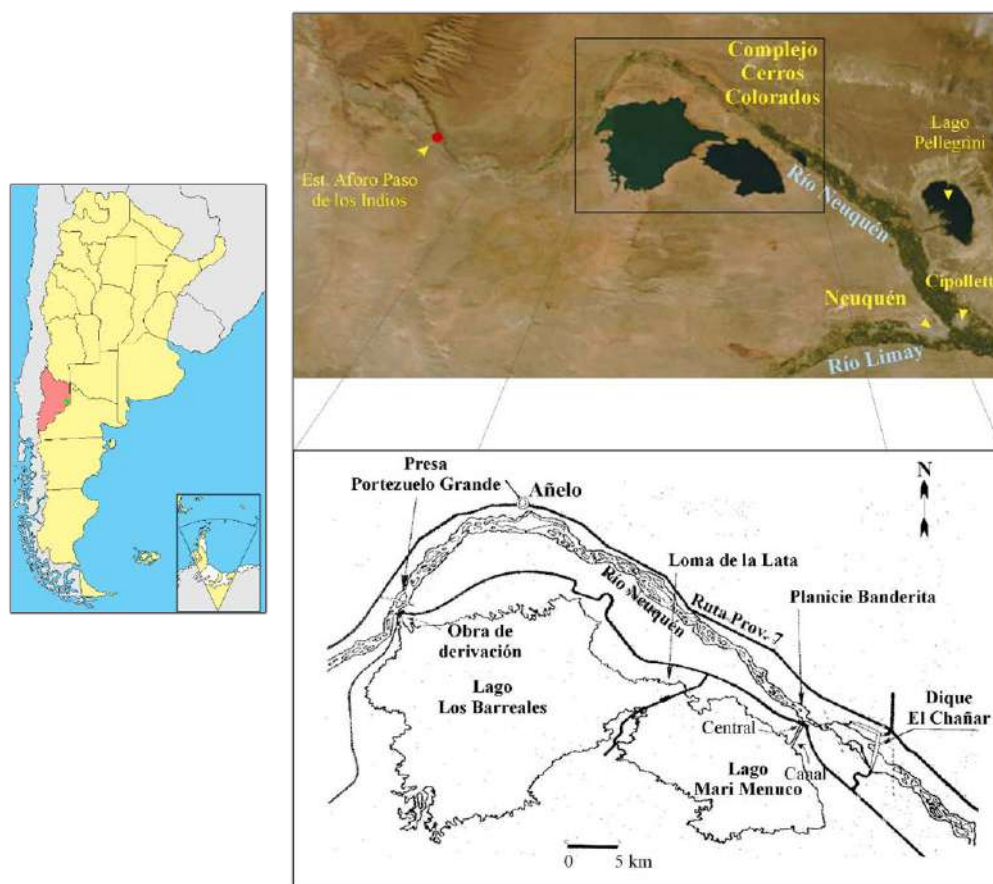 Complejo
Cerros
Colorados
Lago
Pellegrini
Est. Aforo Paso
de los Indios
Río Neuquén
Cipolletti
Neuquén
Río Limay
Presa
Portezuelo Grande
Añelo
N
Loma de la Lata
Río Neuquén
Ruta Prov. 7
Planicie Banderita
Obra de
derivación
Lago
Los Barreales
Dique
El Chañar
Central
Canal
Lago
Mari Menuco
0 5 km